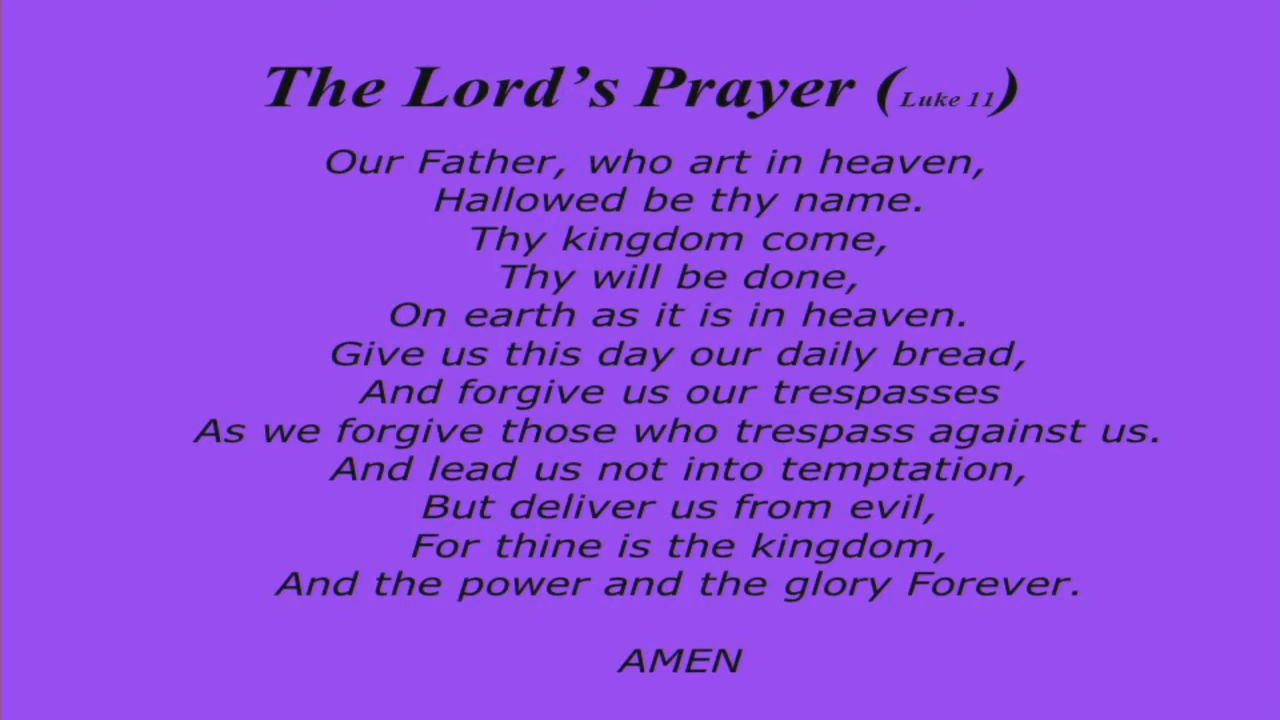 The Lord’s Prayer (Luke 11)
Our Father, who art in heaven,
Hallowed be thy name.
Thy kingdom come,
Thy will be done,
On earth as it is in heaven.
Give us this day our daily bread,
And forgive us our trespasses
As we forgive those who trespass against us.
And lead us not into temptation,
But deliver us from evil,
For thine is the kingdom,
And the power and the glory Forever.
AMEN